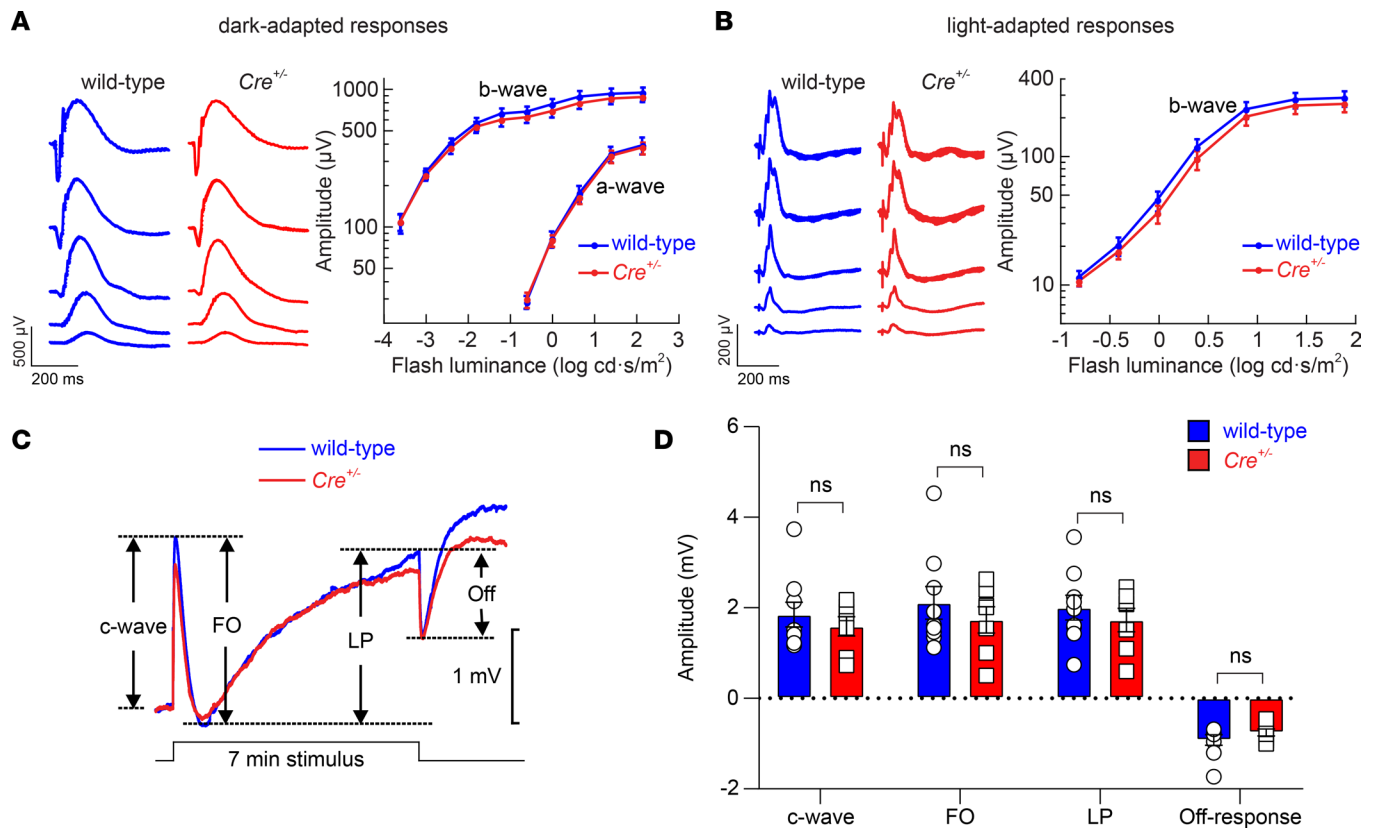 A
dark-adapted responses
wild-type
Cre+/-
500 µV
200 ms
1000
500
100
50
Amplitude (µV)
b-wave
a-wave
wild-type
Cre+/-
-4 -3 -2 -1 0 1 2 3
Flash luminance (log cd·s/m²)
B
light-adapted responses
wild-type
Cre+/-
200 µV
200 ms
400
100
50
10
Amplitude (µV)
b-wave
wild-type
Cre+/-
-1 -0.5 0 0.5 1 1.5 2
Flash luminance (log cd·s/m²)
C
wild-type
Cre+/-
c-wave
FO
LP
Off
1 mV
7 min stimulus
D
wild-type
Cre+/-
6
4
2
0
-2
Amplitude (mV)
ns
ns
ns
ns
c-wave FO LP Off-response